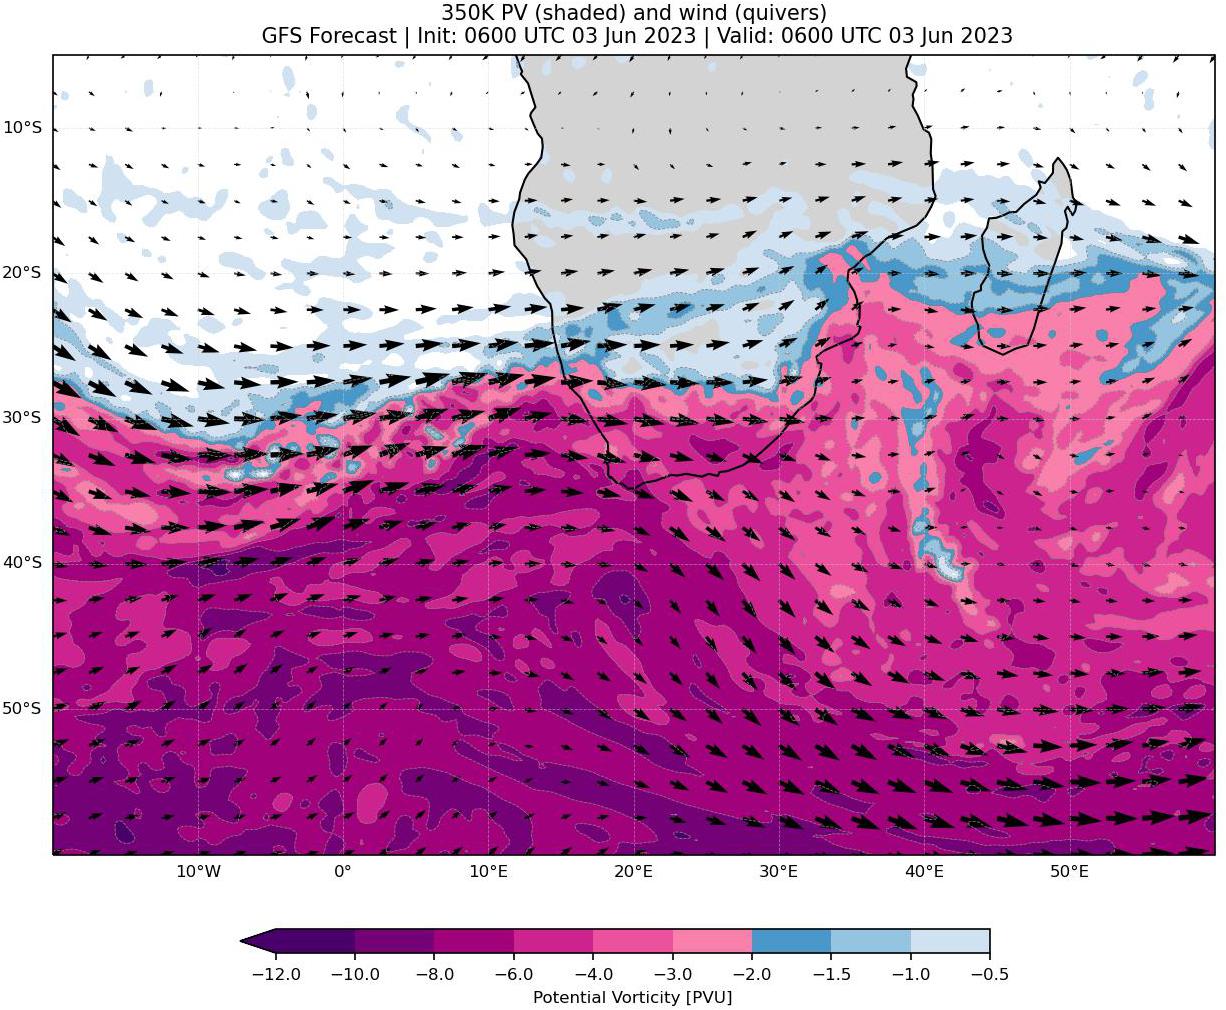 350K PV (shaded) and wind (quivers)
GFS Forecast | Init: 0600 UTC 03 Jun 2023 | Valid: 0600 UTC 03 Jun 2023
10°S
20°S
30°S
40°S
50°S
10°W 0° 10°E 20°E 30°E 40°E 50°E
−12.0 −10.0 −8.0 −6.0 −4.0 −3.0 −2.0 −1.5 −1.0 −0.5
Potential Vorticity [PVU]